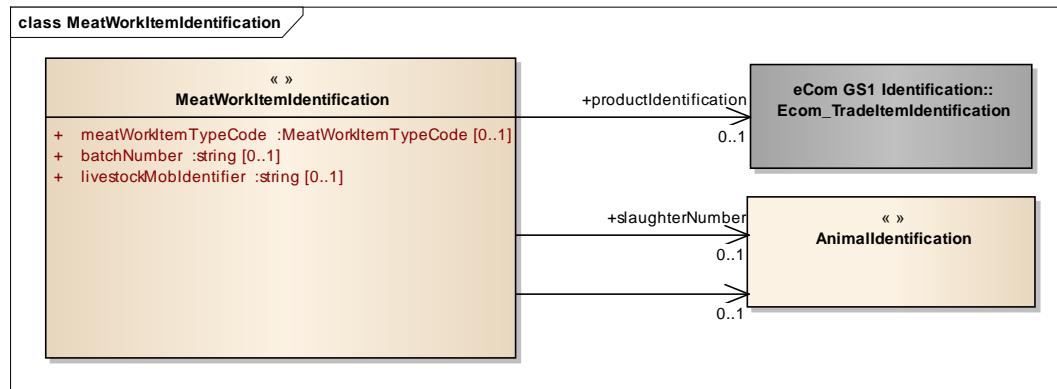 class MeatWorkItemIdentification
« »
MeatWorkItemIdentification
+ meatWorkItemTypeCode :MeatWorkItemTypeCode [0..1]
+ batchNumber :string [0..1]
+ livestockMobIdentifier :string [0..1]
+productIdentification
0..1
eCom GS1 Identification::
Ecom_TradeItemIdentification
+slaughterNumber
0..1
« »
AnimalIdentification
0..1